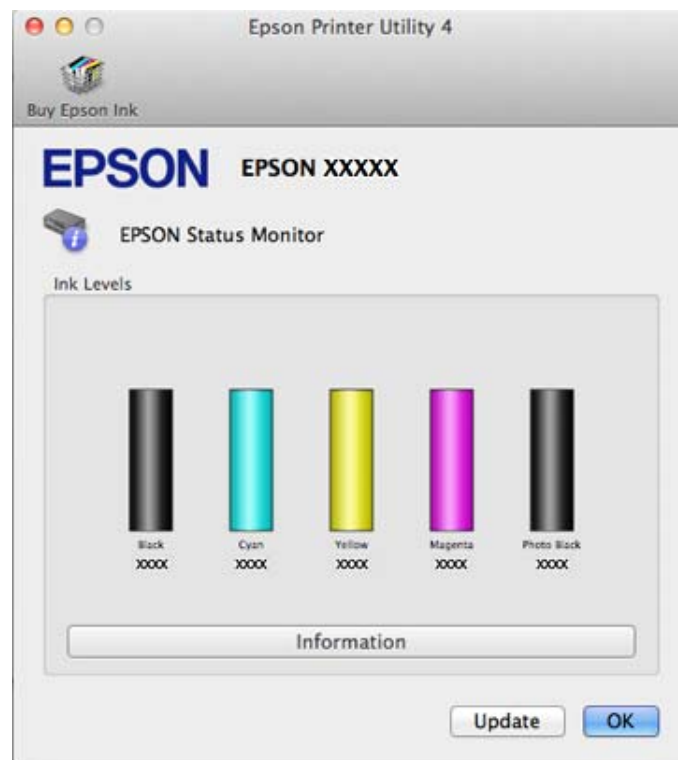 Epson Printer Utility 4
Buy Epson Ink
EPSON EPSON XXXXX
EPSON Status Monitor
Ink Levels
Black Cyan Yellow Magenta Photo Black
XXXX XXXX XXXX XXXX XXXX
Information
Update OK